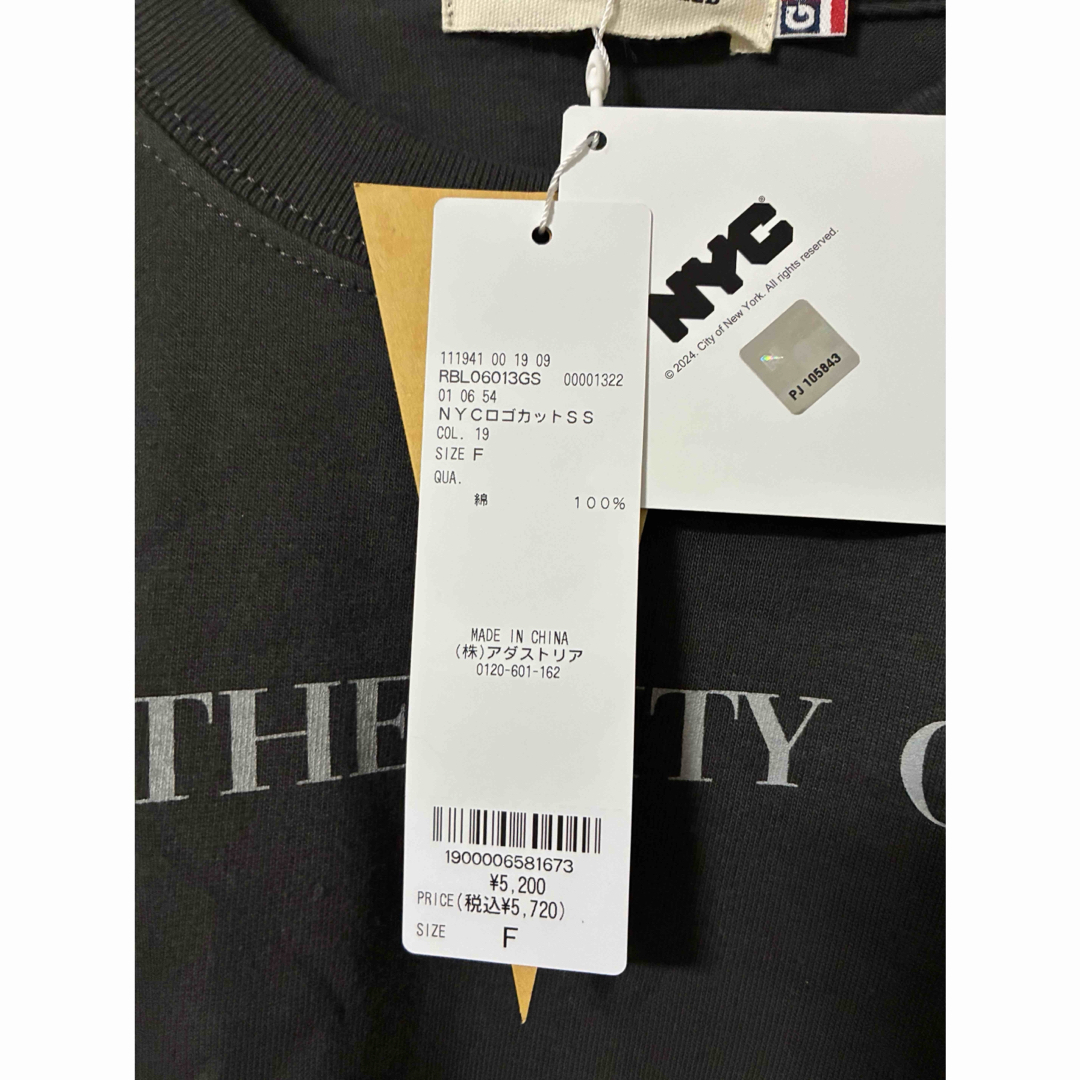 G
NYC®
© 2024. City of New York. All rights reserved.
PJ 105843
111941 00 19 09
RBL06013GS 00001322
01 06 54
NYCロゴカットSS
COL. 19
SIZE F
QUA.
綿 100%
MADE IN CHINA
(株)アダストリア
0120-601-162
THE ITY
1900006581673
¥5,200
PRICE(税込¥5,720)
SIZE F